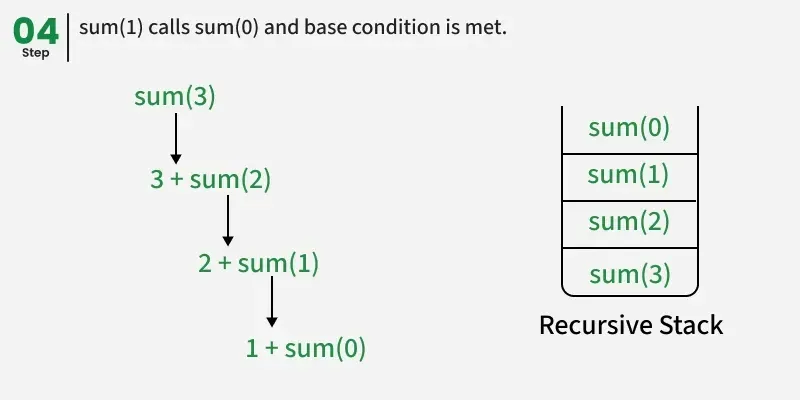 04
Step
sum(1) calls sum(0) and base condition is met.
sum(3)
3 + sum(2)
2 + sum(1)
1 + sum(0)
sum(0)
sum(1)
sum(2)
sum(3)
Recursive Stack